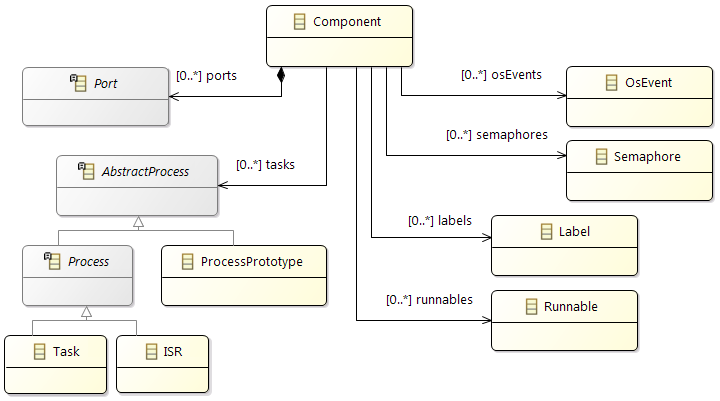 Component
[0..*] ports
[0..*] osEvents
Port
OsEvent
[0..*] semaphores
Semaphore
[0..*] tasks
AbstractProcess
[0..*] labels
Label
Process
ProcessPrototype
[0..*] runnables
Runnable
Task
ISR